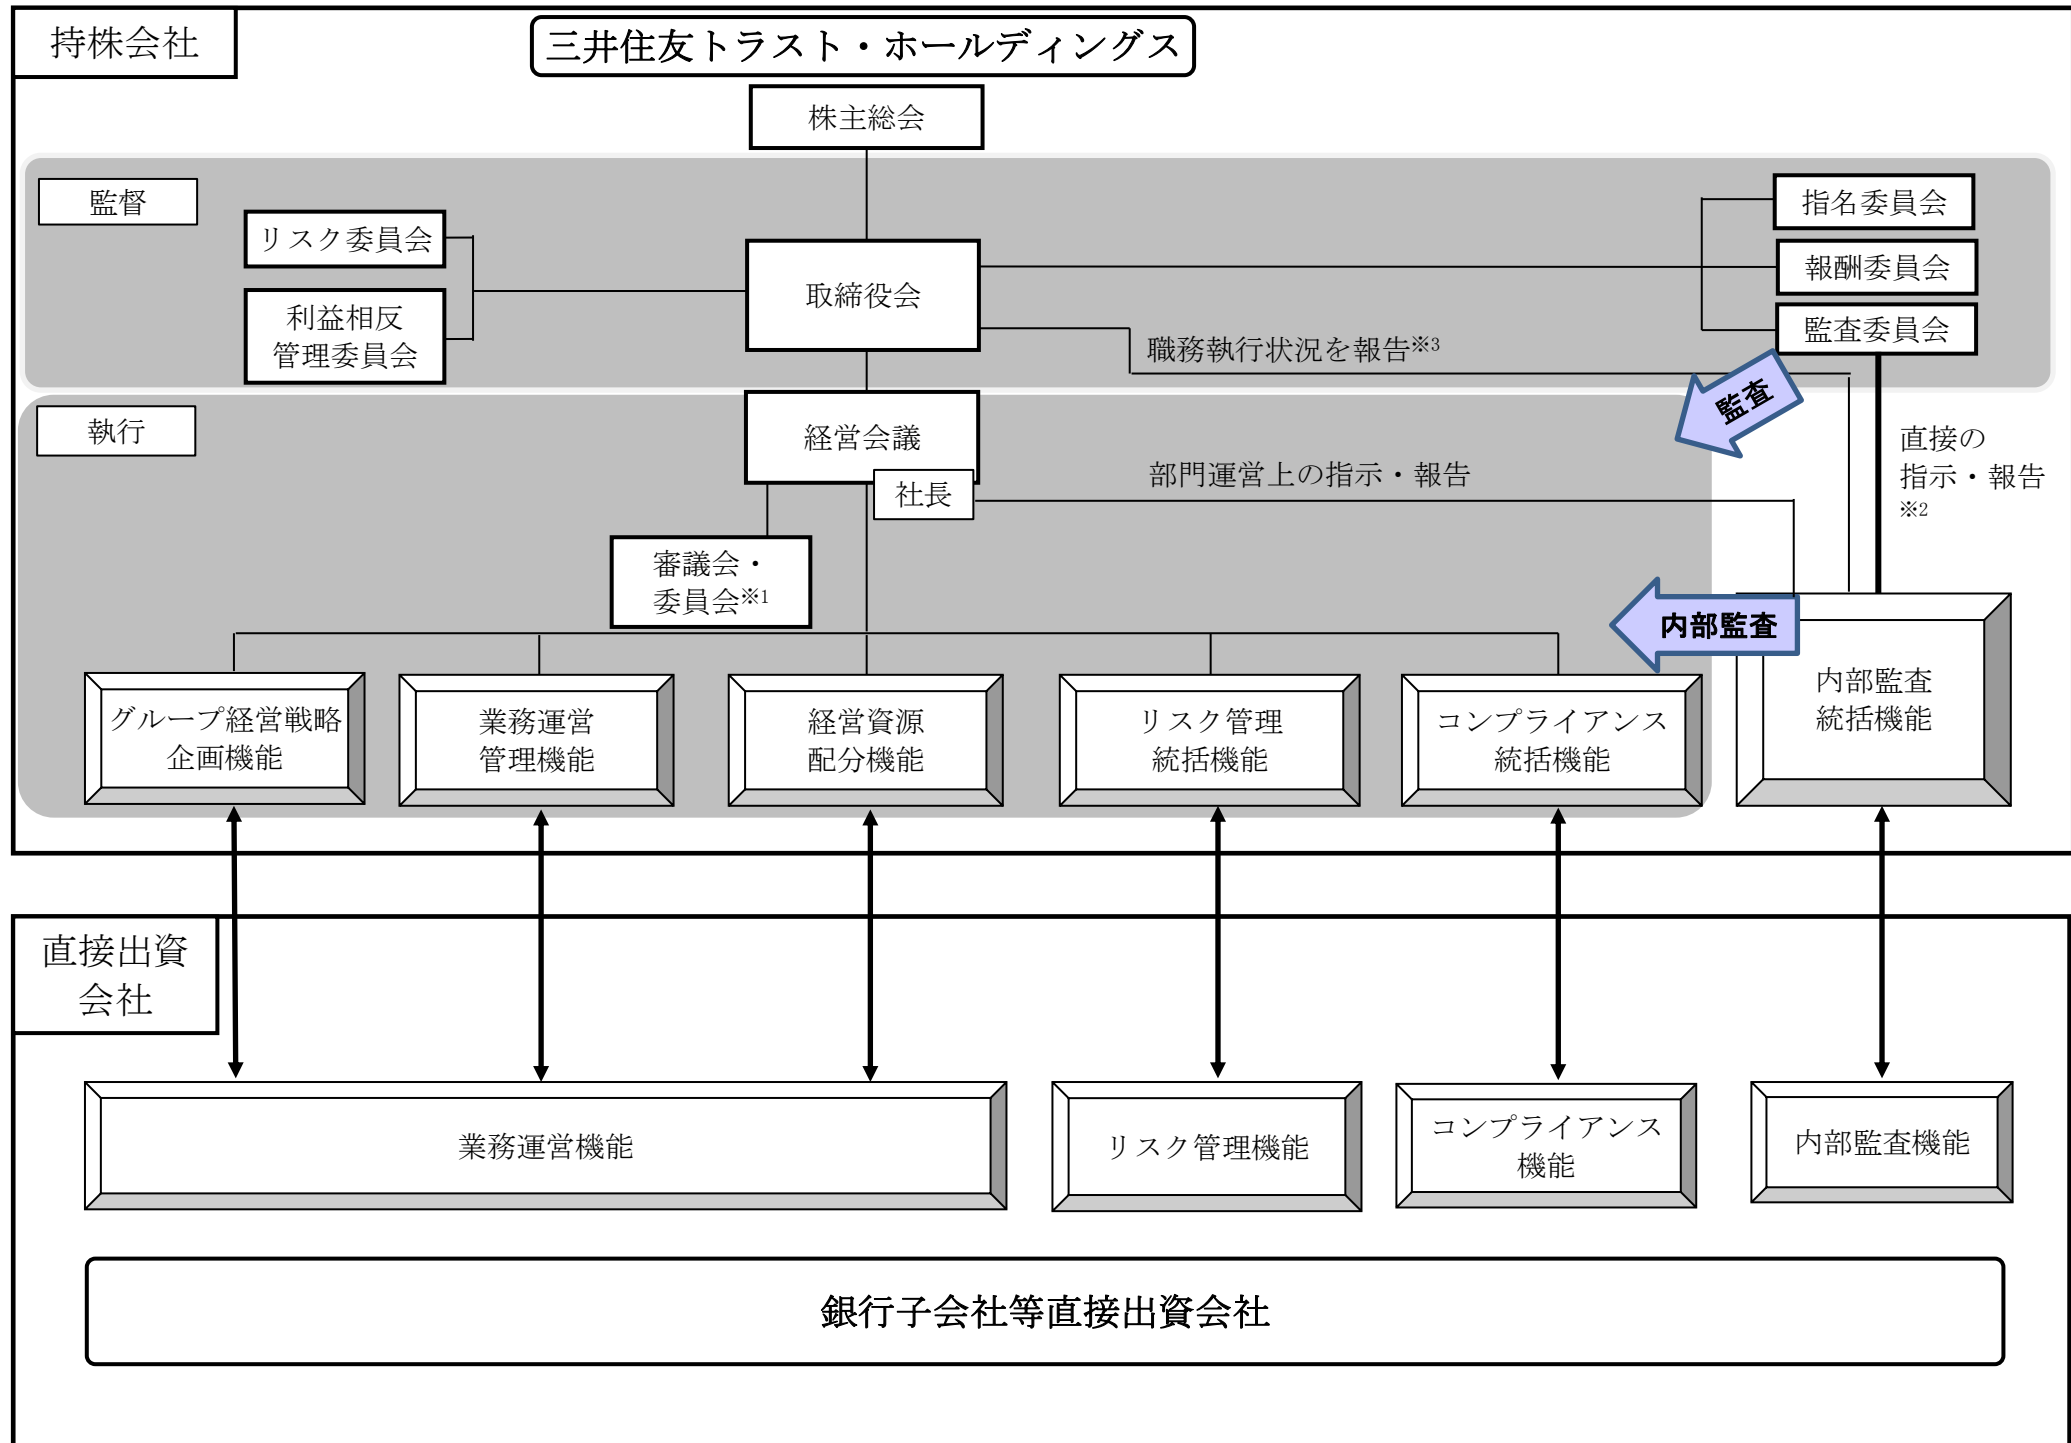 持株会社
三井住友トラスト・ホールディングス
株主総会
監督
リスク委員会
利益相反
管理委員会
取締役会
指名委員会
報酬委員会
監査委員会
職務執行状況を報告※3
監査
執行
経営会議
社長
部門運営上の指示・報告
直接の
指示・報告
※2
審議会・
委員会※1
内部監査
グループ経営戦略
企画機能
業務運営
管理機能
経営資源
配分機能
リスク管理
統括機能
コンプライアンス
統括機能
内部監査
統括機能
直接出資
会社
業務運営機能
リスク管理機能
コンプライアンス
機能
内部監査機能
銀行子会社等直接出資会社